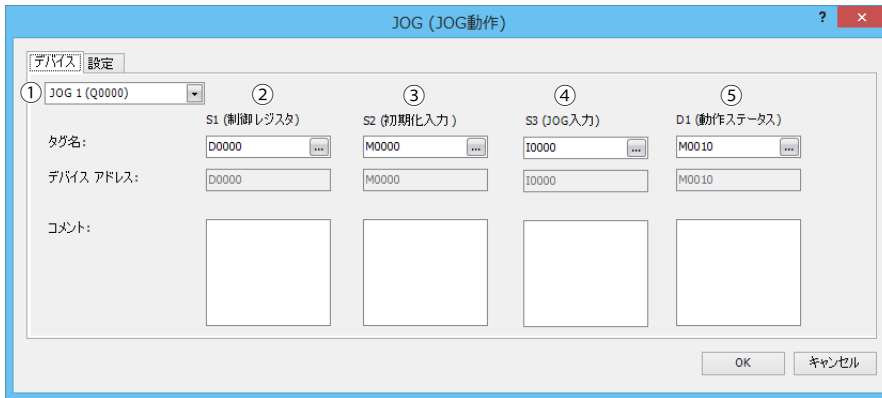 JOG (JOG動作)
? ×
デバイス 設定
① JOG 1 (Q0000) ② ③ ④ ⑤
S1 (制御レジスタ) S2 (初期化入力) S3 (JOG入力) D1 (動作ステータス)
タグ名: D0000 ... M0000 ... I0000 ... M0010 ...
デバイス アドレス: D0000 M0000 I0000 M0010
コメント:
OK キャンセル